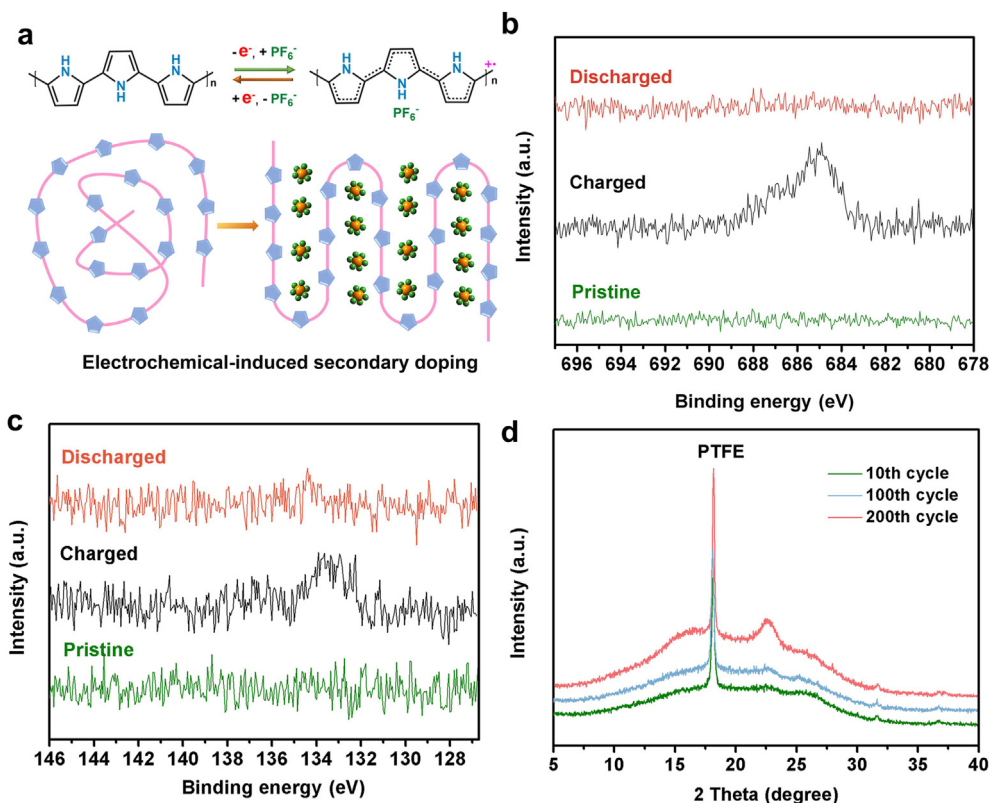 a
H
N
H
N
H
N
n
- e⁻, + PF₆⁻
+ e⁻, - PF₆⁻
H
N
N
H
H
N
+•
n
PF₆⁻
Electrochemical-induced secondary doping
b
Discharged
Charged
Pristine
Intensity (a.u.)
696 694 692 690 688 686 684 682 680 678
Binding energy (eV)
c
Discharged
Charged
Pristine
Intensity (a.u.)
146 144 142 140 138 136 134 132 130 128
Binding energy (eV)
d
PTFE
10th cycle
100th cycle
200th cycle
Intensity (a.u.)
5 10 15 20 25 30 35 40
2 Theta (degree)